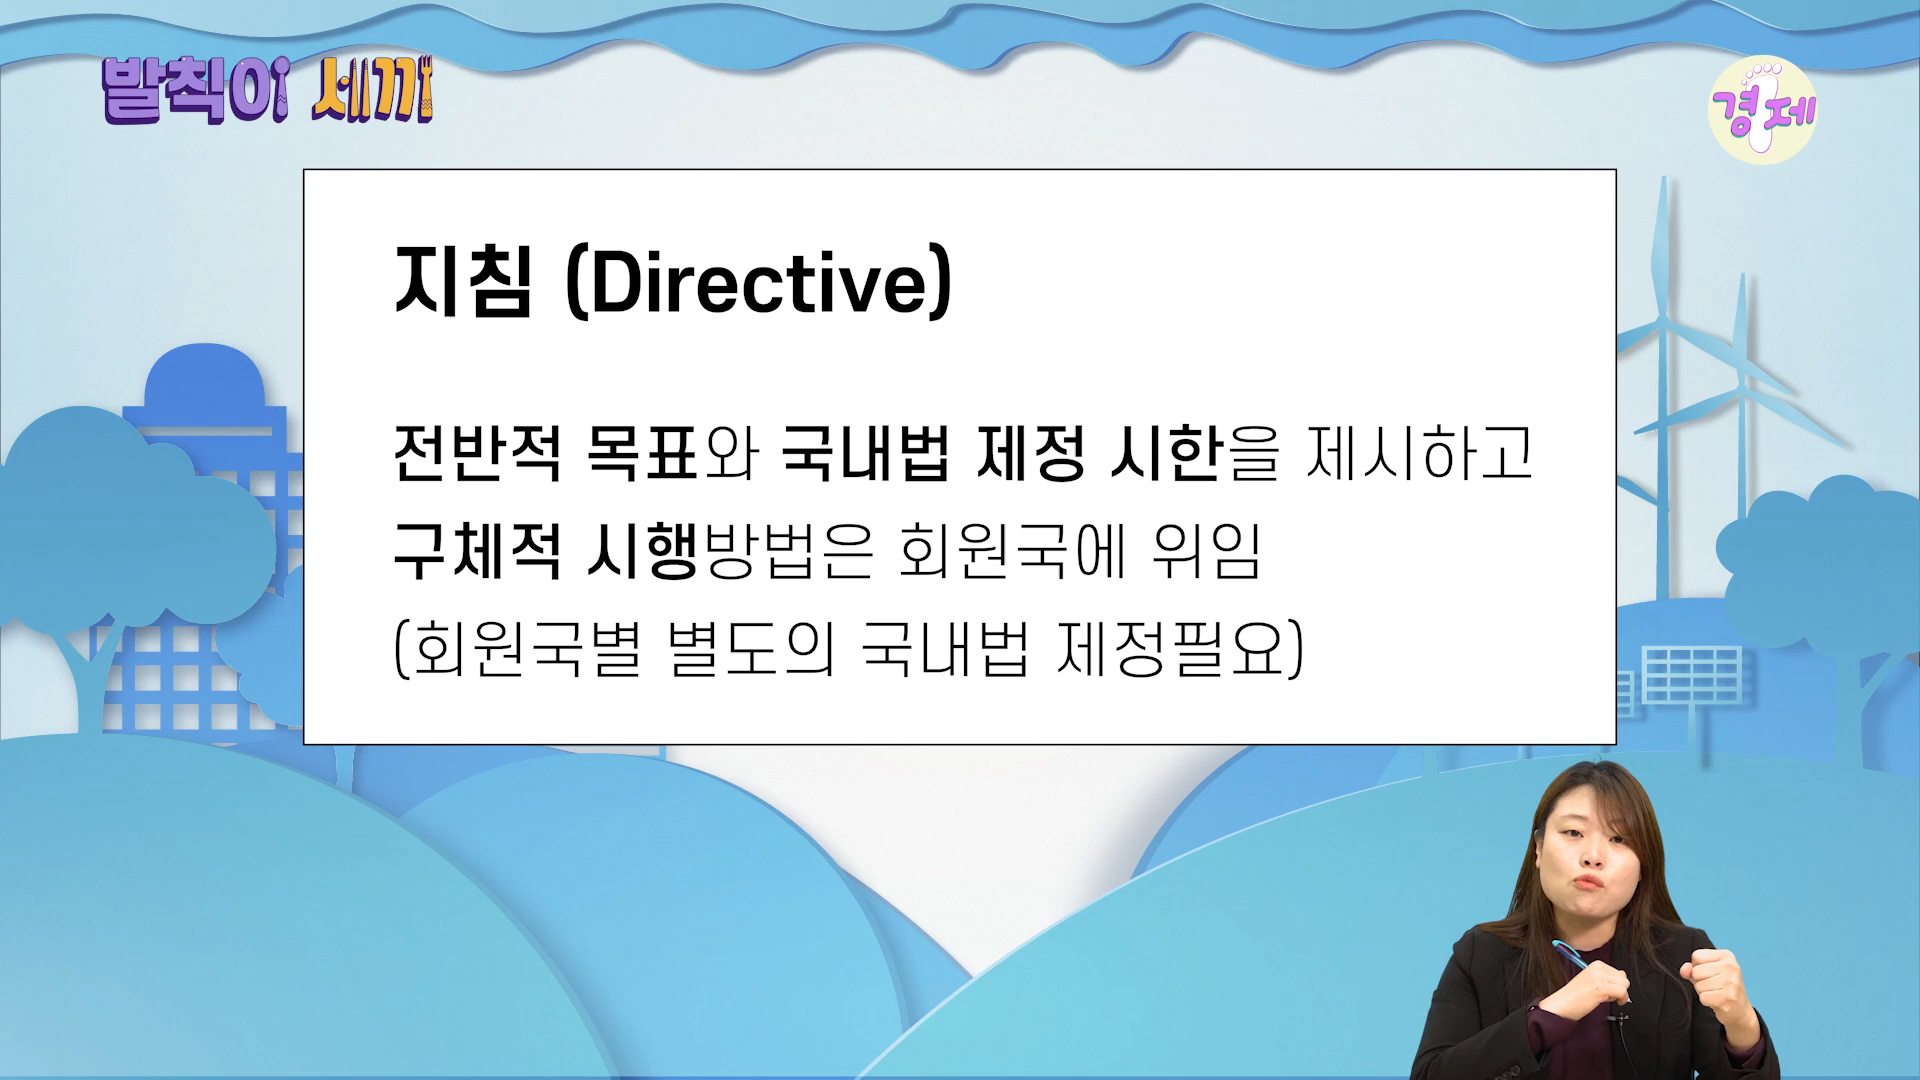 발칙이 세끼
경제
지침 (Directive)
전반적 목표와 국내법 제정 시한을 제시하고
구체적 시행방법은 회원국에 위임
(회원국별 별도의 국내법 제정필요)